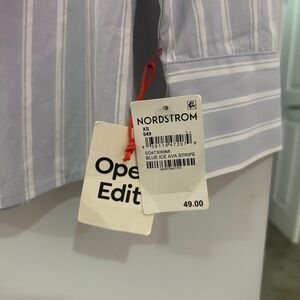 NORDSTROM
XS
949
BLUE ICE AVA STRIPE
49.00
Ope
Edit